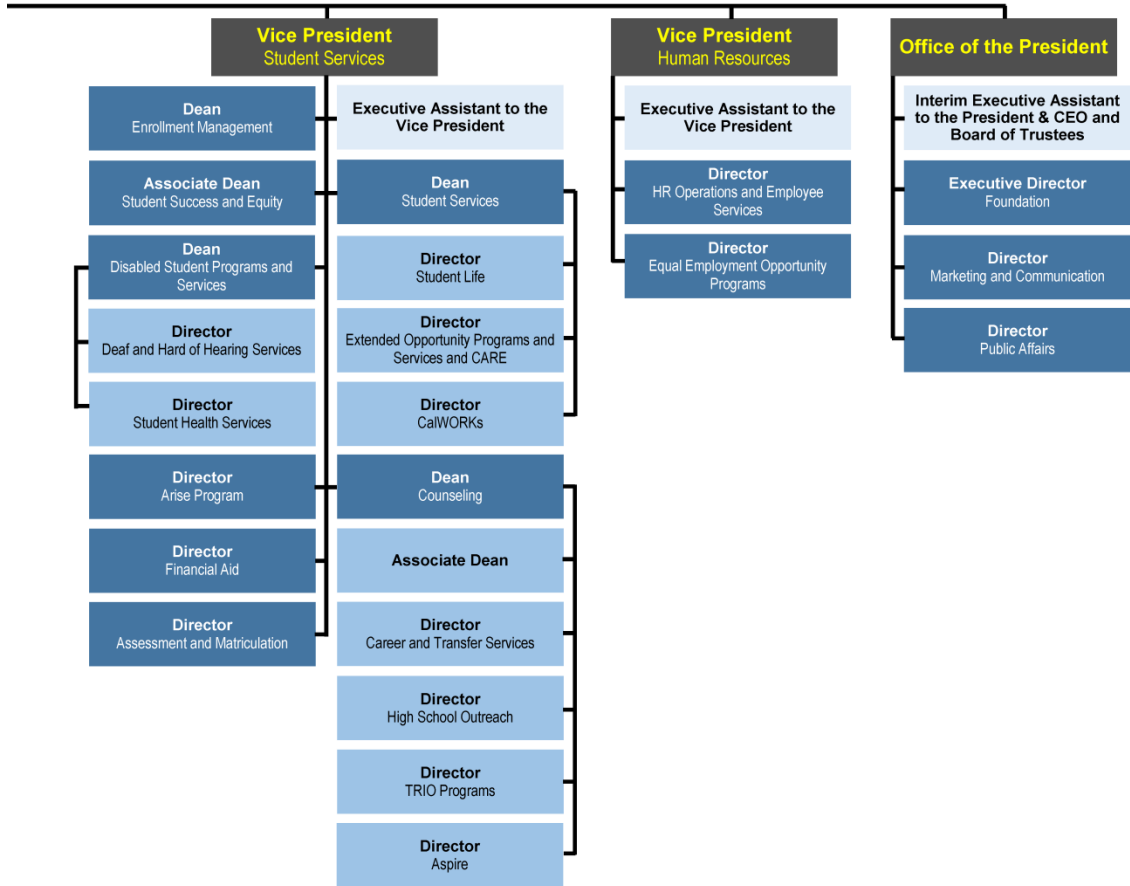 Vice President
Student Services
Vice President
Human Resources
Office of the President
Dean
Enrollment Management
Associate Dean
Student Success and Equity
Dean
Disabled Student Programs and
Services
Director
Deaf and Hard of Hearing Services
Director
Student Health Services
Director
Arise Program
Director
Financial Aid
Director
Assessment and Matriculation
Executive Assistant to the
Vice President
Dean
Student Services
Director
Student Life
Director
Extended Opportunity Programs and
Services and CARE
Director
CalWORKs
Dean
Counseling
Associate Dean
Director
Career and Transfer Services
Director
High School Outreach
Director
TRIO Programs
Director
Aspire
Executive Assistant to the
Vice President
Director
HR Operations and Employee
Services
Director
Equal Employment Opportunity
Programs
Interim Executive Assistant
to the President & CEO and
Board of Trustees
Executive Director
Foundation
Director
Marketing and Communication
Director
Public Affairs